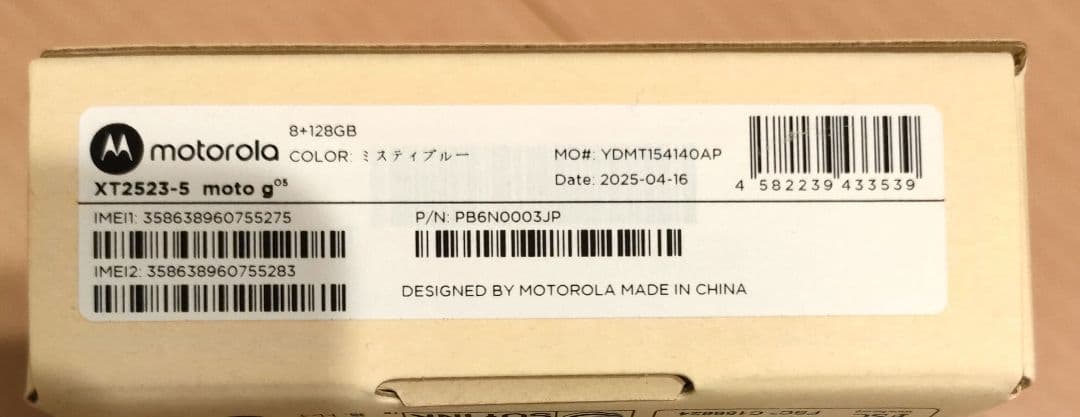 motorola
8+128GB
COLOR: ミスティブルー
MO#: YDMT154140AP
Date: 2025-04-16
4 582239 433539
XT2523-5 moto g05
IMEI1: 358638960755275
P/N: PB6N0003JP
IMEI2: 358638960755283
DESIGNED BY MOTOROLA MADE IN CHINA